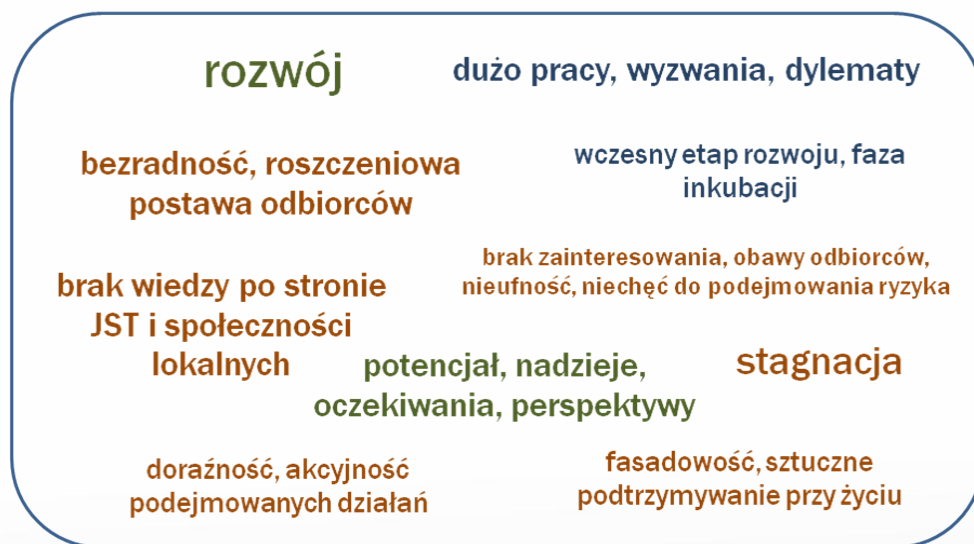 rozwój
dużo pracy, wyzwania, dylematy
bezradność, roszczeniowa
postawa odbiorców
wczesny etap rozwoju, faza
inkubacji
brak zainteresowania, obawy odbiorców,
nieufność, niechęć do podejmowania ryzyka
brak wiedzy po stronie
JST i społeczności
lokalnych
potencjał, nadzieje,
oczekiwania, perspektywy
stagnacja
doraźność, akcyjność
podejmowanych działań
fasadowość, sztuczne
podtrzymywanie przy życiu